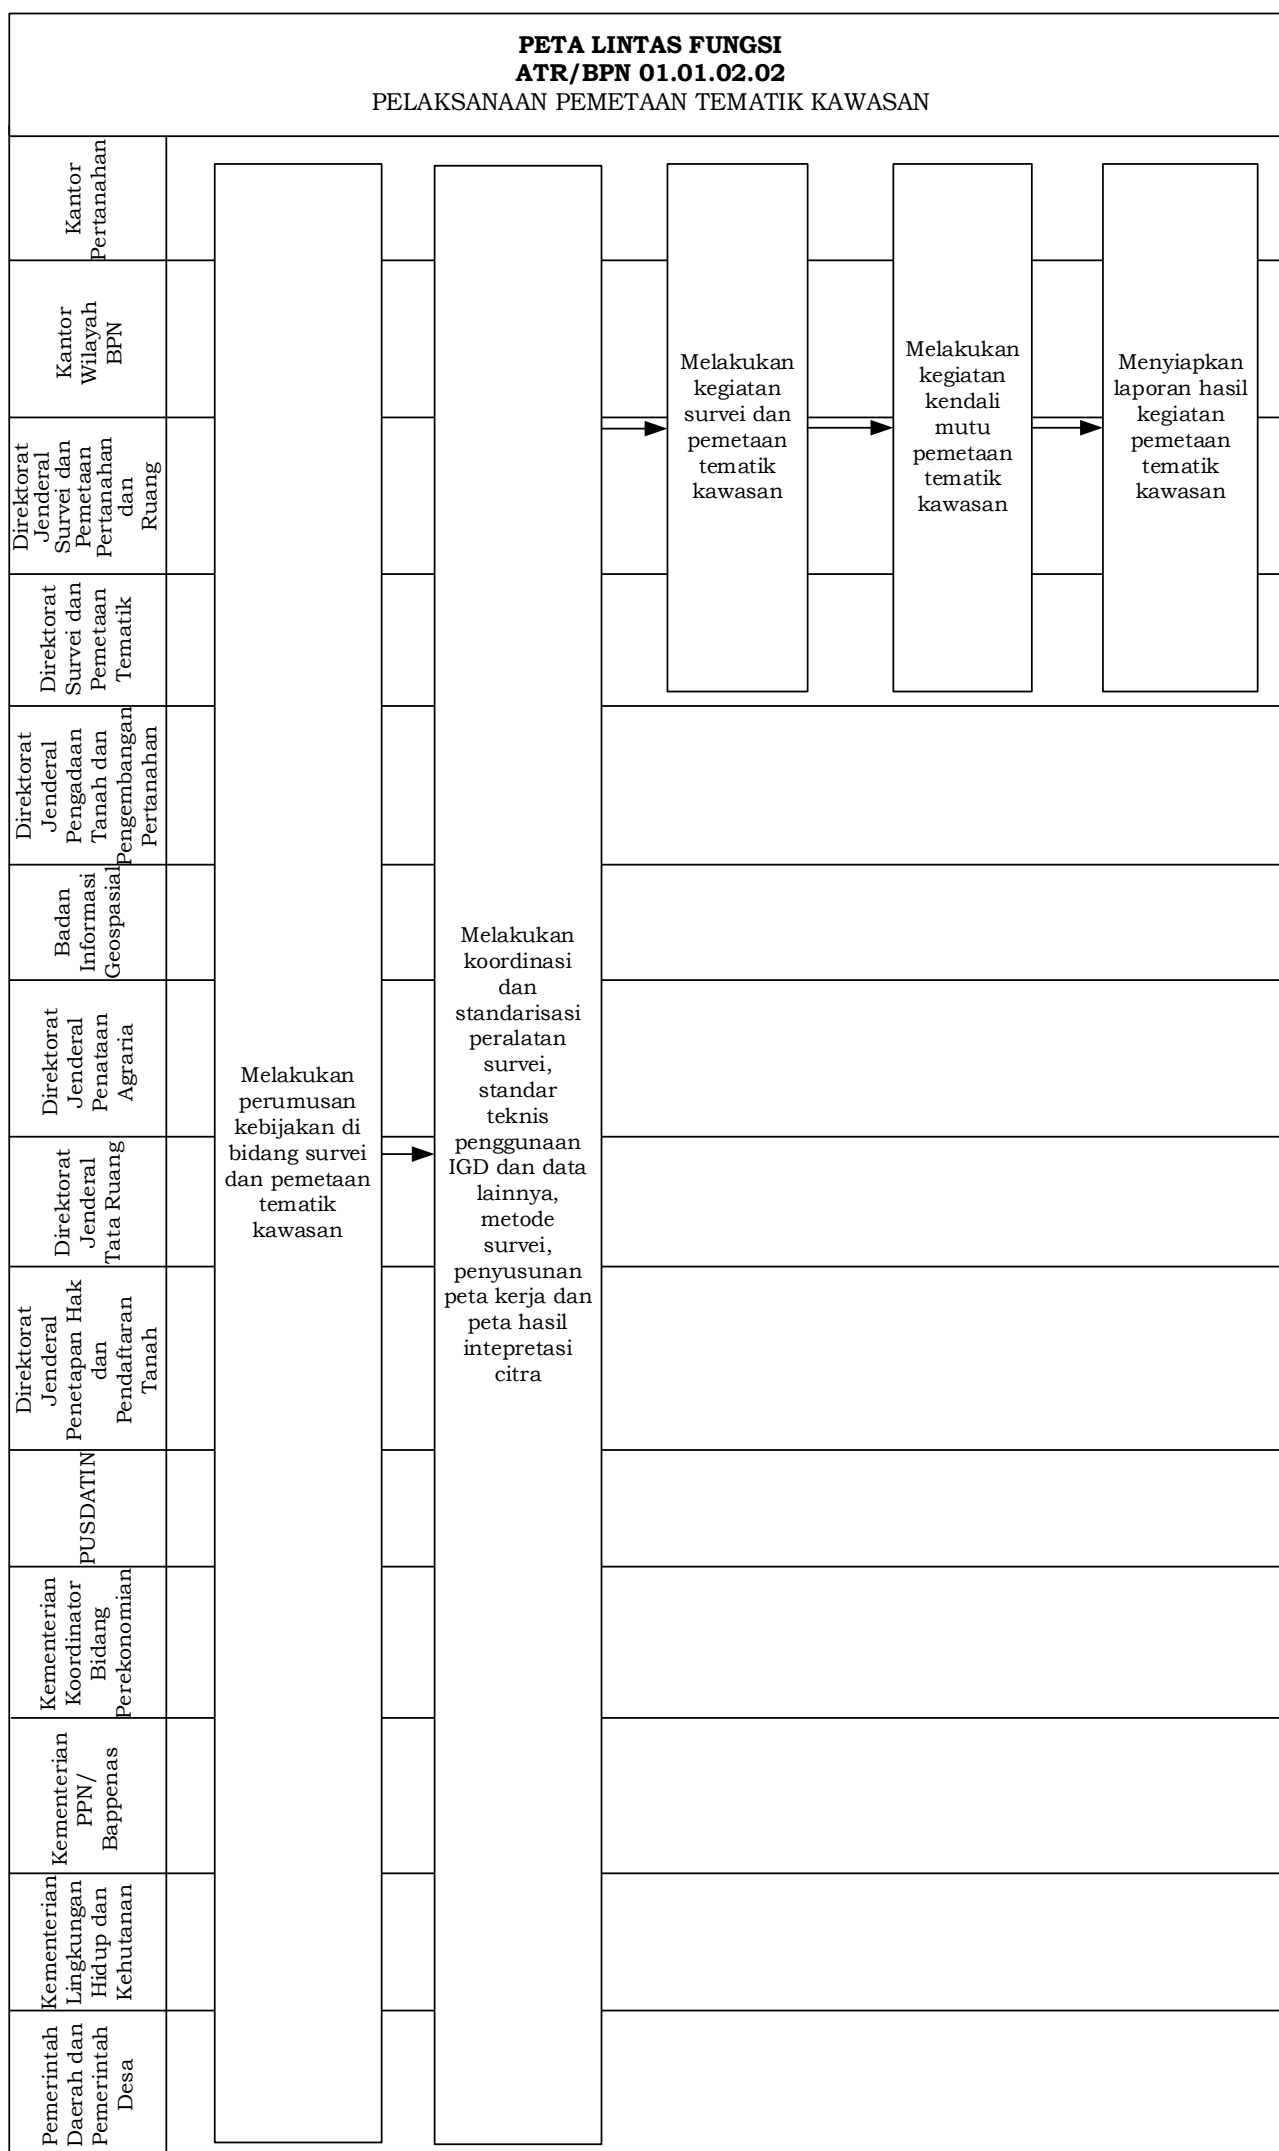 PETA LINTAS FUNGSI
ATR/BPN 01.01.02.02
PELAKSANAAN PEMETAAN TEMATIK KAWASAN
Kantor
Pertanahan
Kantor
Wilayah
BPN
Direktorat
Jenderal
Survei dan
Pemetaan
Pertanahan
dan
Ruang
Direktorat
Survei dan
Pemetaan
Tematik
Direktorat
Jenderal
Pengadaan
Tanah dan
Pengembangan
Pertanahan
Badan
Informasi
Geospasial
Direktorat
Jenderal
Penataan
Agraria
Direktorat
Jenderal
Tata Ruang
Direktorat
Jenderal
Penetapan Hak
dan
Pendaftaran
Tanah
PUSDATIN
Kementerian
Koordinator
Bidang
Perekonomian
Kementerian
PPN/
Bappenas
Kementerian
Lingkungan
Hidup dan
Kehutanan
Pemerintah
Daerah dan
Pemerintah
Desa
Melakukan
perumusan
kebijakan di
bidang survei
dan pemetaan
tematik
kawasan
Melakukan
koordinasi
dan
standarisasi
peralatan
survei,
standar
teknis
penggunaan
IGD dan data
lainnya,
metode
survei,
penyusunan
peta kerja dan
peta hasil
intepretasi
citra
Melakukan
kegiatan
survei dan
pemetaan
tematik
kawasan
Melakukan
kegiatan
kendali
mutu
pemetaan
tematik
kawasan
Menyiapkan
laporan hasil
kegiatan
pemetaan
tematik
kawasan